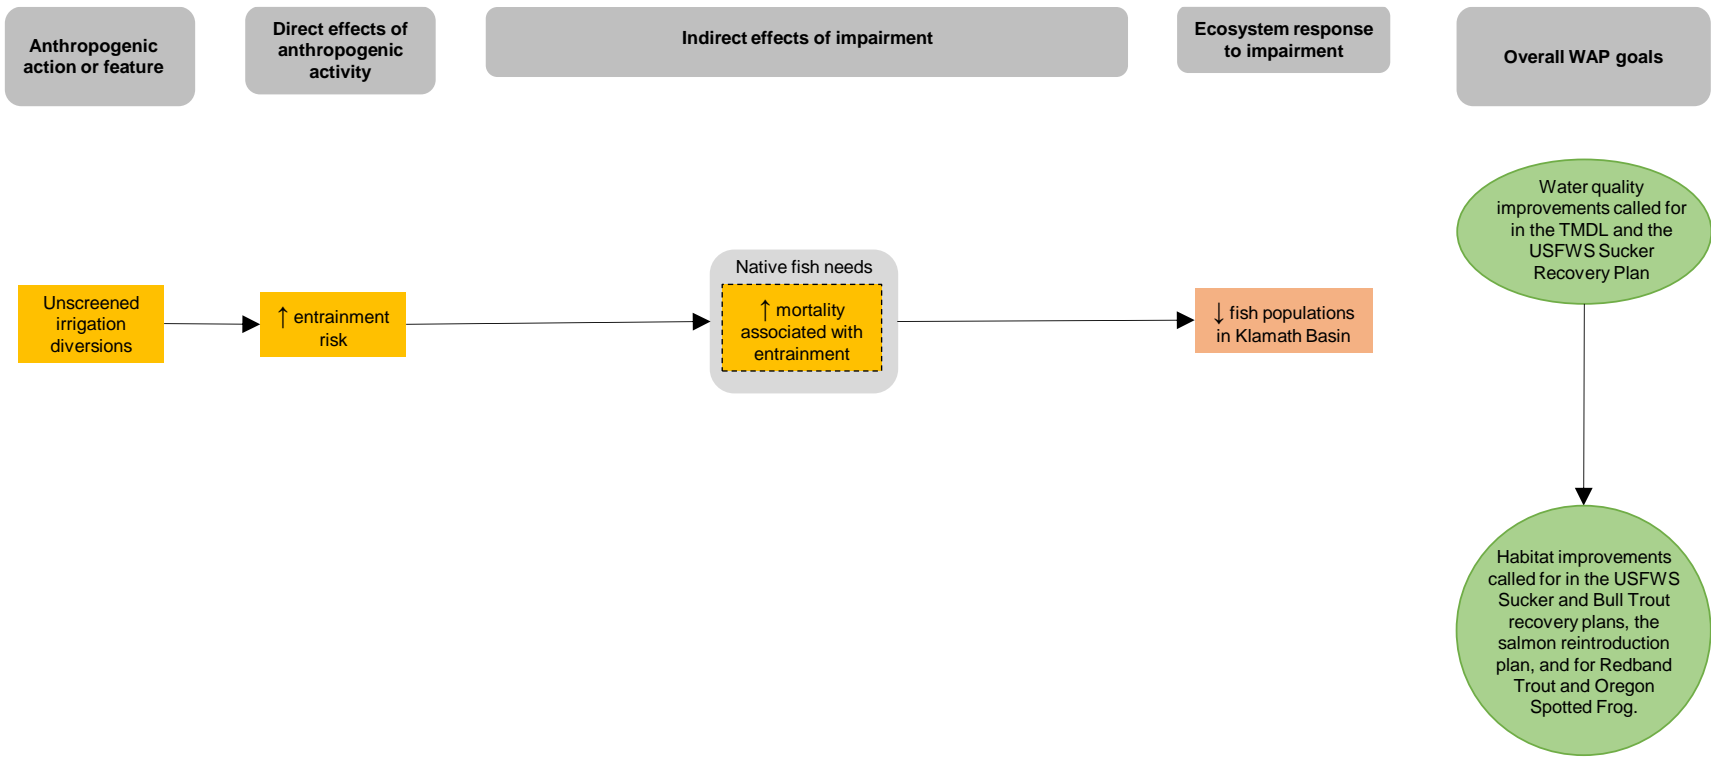 Anthropogenic
action or feature
Direct effects of
anthropogenic
activity
Indirect effects of impairment
Ecosystem response
to impairment
Overall WAP goals
Unscreened
irrigation
diversions
↑ entrainment
risk
Native fish needs
↑ mortality
associated with
entrainment
↓ fish populations
in Klamath Basin
Water quality
improvements called for
in the TMDL and the
USFWS Sucker
Recovery Plan
Habitat improvements
called for in the USFWS
Sucker and Bull Trout
recovery plans, the
salmon reintroduction
plan, and for Redband
Trout and Oregon
Spotted Frog.